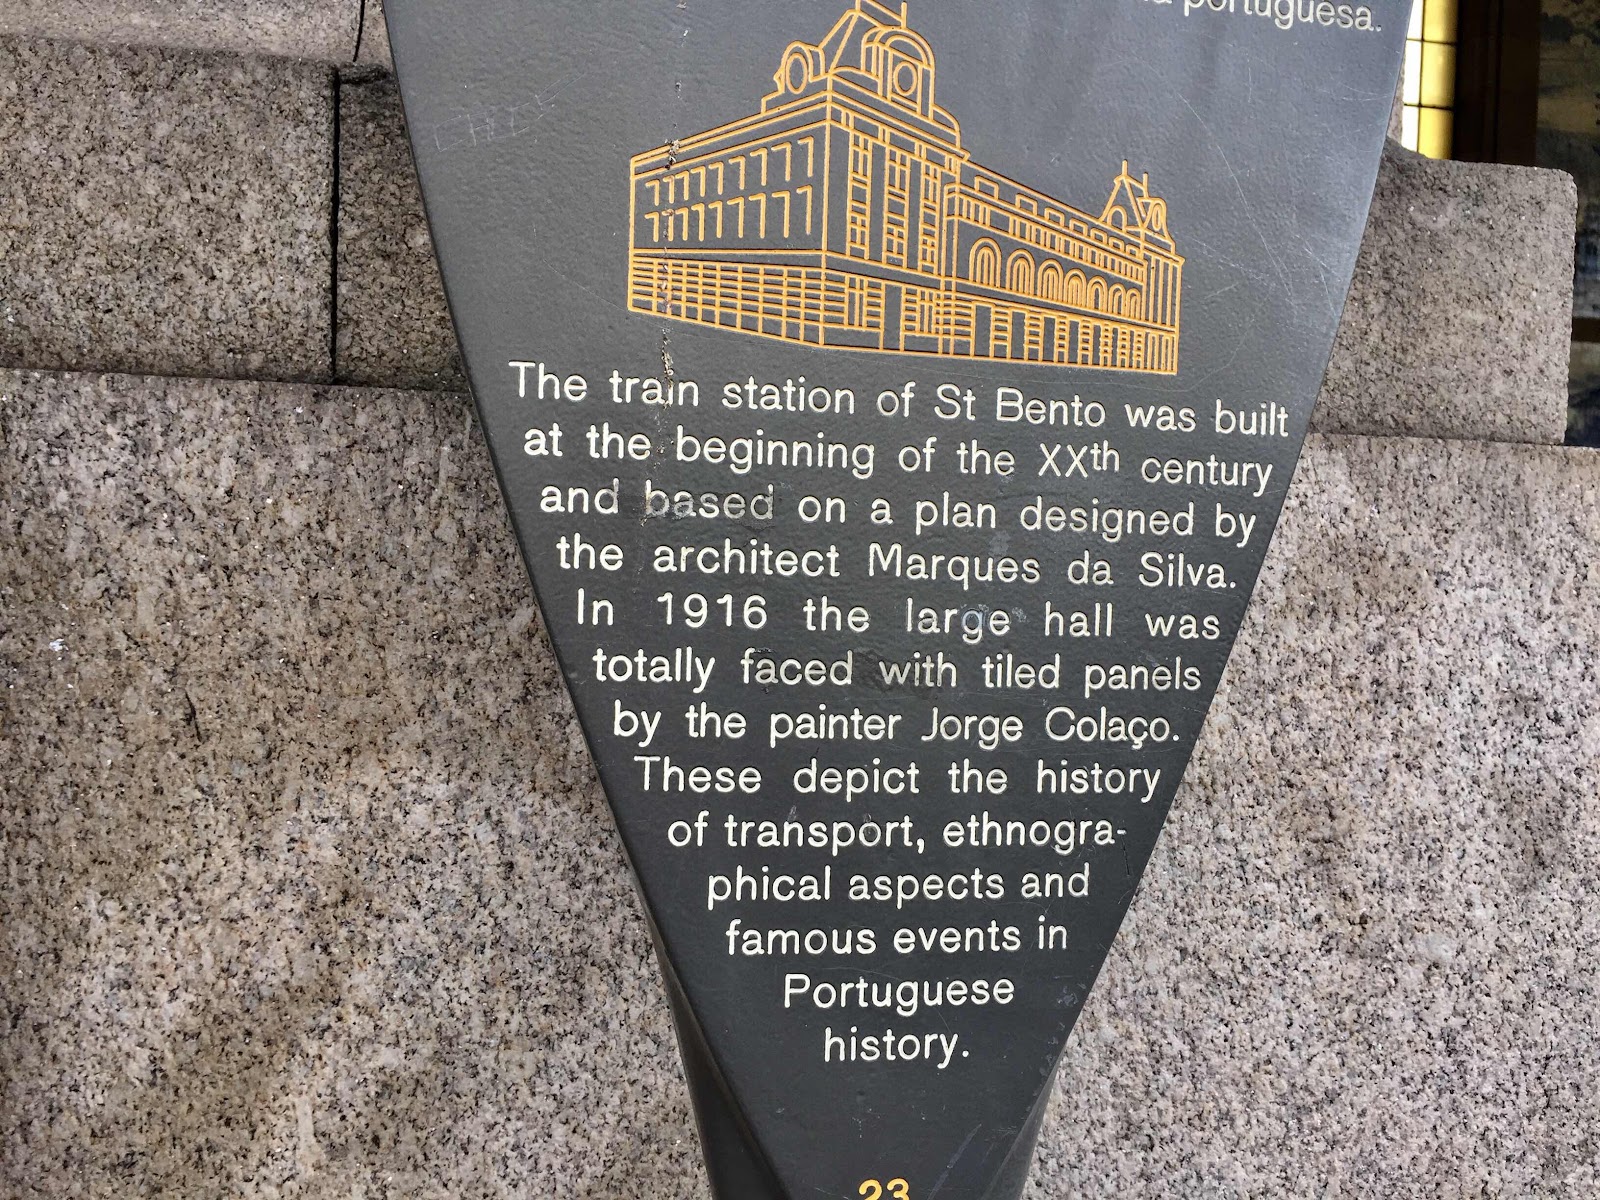 portuguesa.
The train station of St Bento was built
at the beginning of the XXth century
and based on a plan designed by
the architect Marques da Silva.
In 1916 the large hall was
totally faced with tiled panels
by the painter Jorge Colaço.
These depict the history
of transport, ethnogra-
phical aspects and
famous events in
Portuguese
history.
23